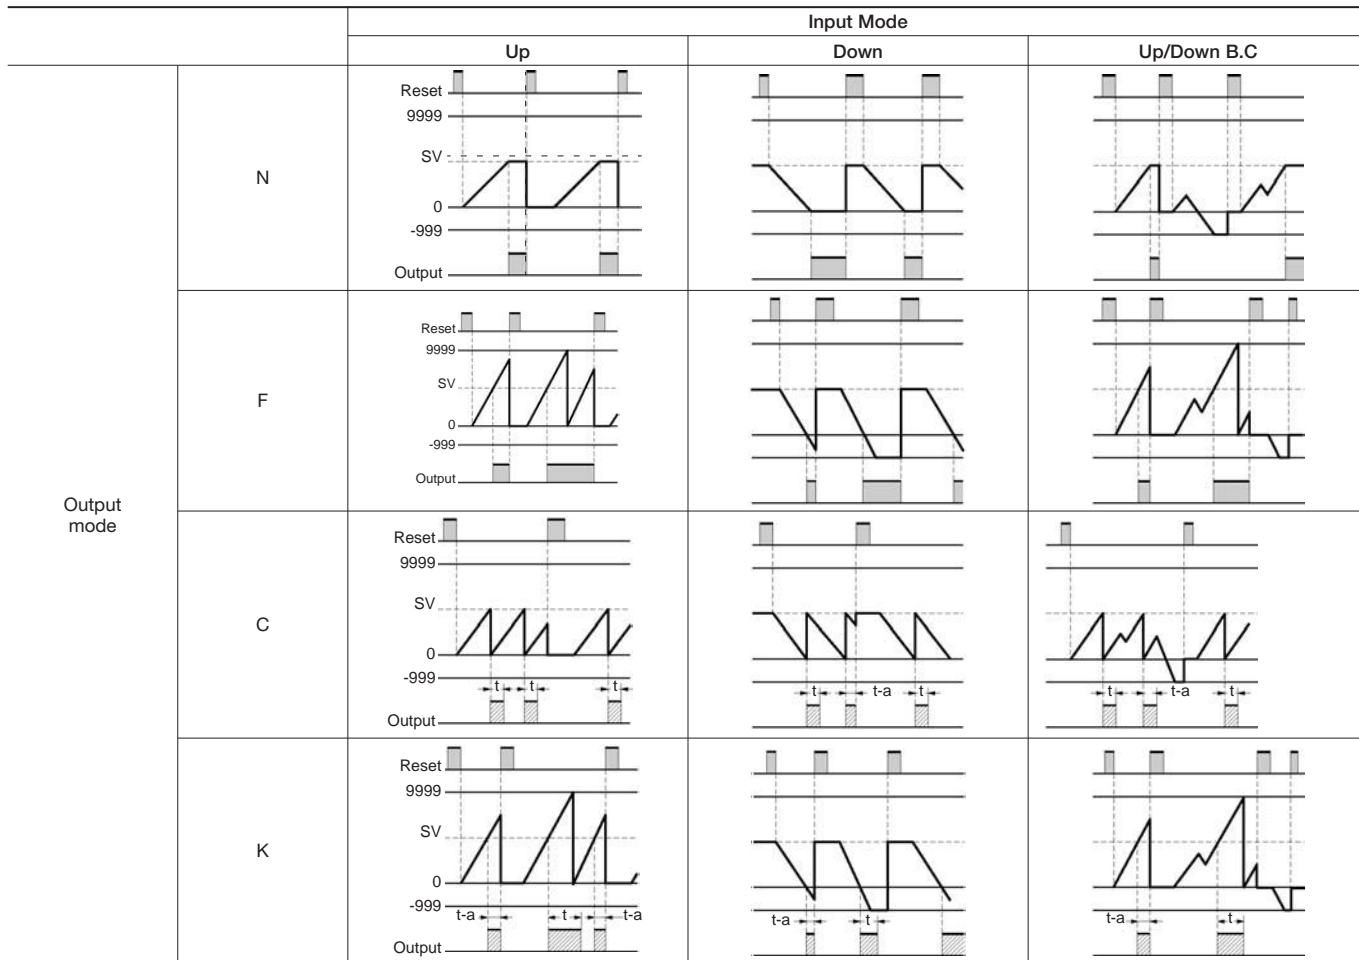 Input Mode
Up
Down
Up/Down B.C
Output
mode
N
Reset
9999
SV
0
-999
Output
F
Reset
9999
SV
0
-999
Output
C
Reset
9999
SV
0
-999
t t t
Output
t t-a t
t t-a t
K
Reset
9999
SV
0
-999
t-a t t-a
Output
t-a t
t-a t